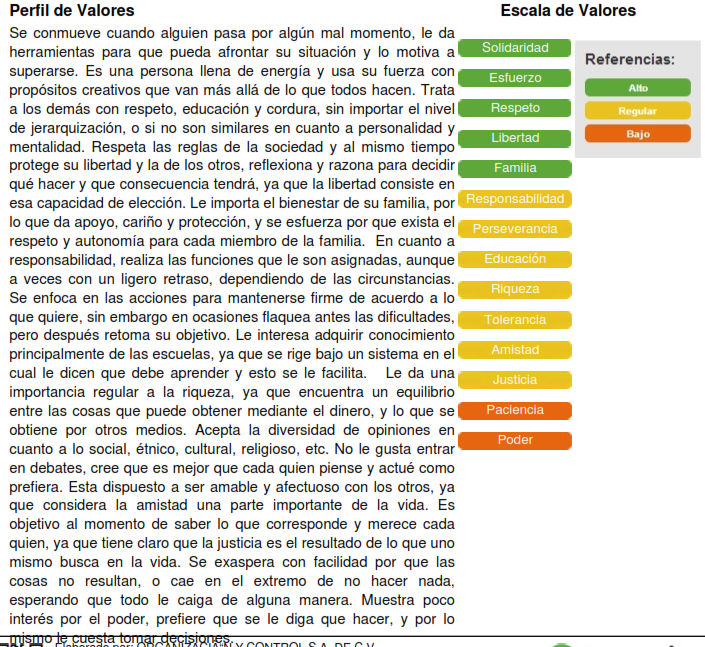 Perfil de Valores
Se conmueve cuando alguien pasa por algún mal momento, le da
herramientas para que pueda afrontar su situación y lo motiva a
superarse. Es una persona llena de energía y usa su fuerza con
propósitos creativos que van más allá de lo que todos hacen. Trata
a los demás con respeto, educación y cordura, sin importar el nivel
de jerarquización, o si no son similares en cuanto a personalidad y
mentalidad. Respeta las reglas de la sociedad y al mismo tiempo
protege su libertad y la de los otros, reflexiona y razona para decidir
qué hacer y que consecuencia tendrá, ya que la libertad consiste en
esa capacidad de elección. Le importa el bienestar de su familia, por
lo que da apoyo, cariño y protección, y se esfuerza por que exista el
respeto y autonomía para cada miembro de la familia. En cuanto a
responsabilidad, realiza las funciones que le son asignadas, aunque
a veces con un ligero retraso, dependiendo de las circunstancias.
Se enfoca en las acciones para mantenerse firme de acuerdo a lo
que quiere, sin embargo en ocasiones flaquea antes las dificultades,
pero después retoma su objetivo. Le interesa adquirir conocimiento
principalmente de las escuelas, ya que se rige bajo un sistema en el
cual le dicen que debe aprender y esto se le facilita. Le da una
importancia regular a la riqueza, ya que encuentra un equilibrio
entre las cosas que puede obtener mediante el dinero, y lo que se
obtiene por otros medios. Acepta la diversidad de opiniones en
cuanto a lo social, étnico, cultural, religioso, etc. No le gusta entrar
en debates, cree que es mejor que cada quien piense y actué como
prefiera. Esta dispuesto a ser amable y afectuoso con los otros, ya
que considera la amistad una parte importante de la vida. Es
objetivo al momento de saber lo que corresponde y merece cada
quien, ya que tiene claro que la justicia es el resultado de lo que uno
mismo busca en la vida. Se exaspera con facilidad por que las
cosas no resultan, o cae en el extremo de no hacer nada,
esperando que todo le caiga de alguna manera. Muestra poco
interés por el poder, prefiere que se le diga que hacer, y por lo
mismo le cuesta tomar decisiones.
Escala de Valores
Solidaridad
Esfuerzo
Respeto
Libertad
Familia
Responsabilidad
Perseverancia
Educación
Riqueza
Tolerancia
Amistad
Justicia
Paciencia
Poder
Referencias:
Alto
Regular
Bajo
Elaborado por: ORGANIZACIÓN Y CONTROL S.A. DE C.V.